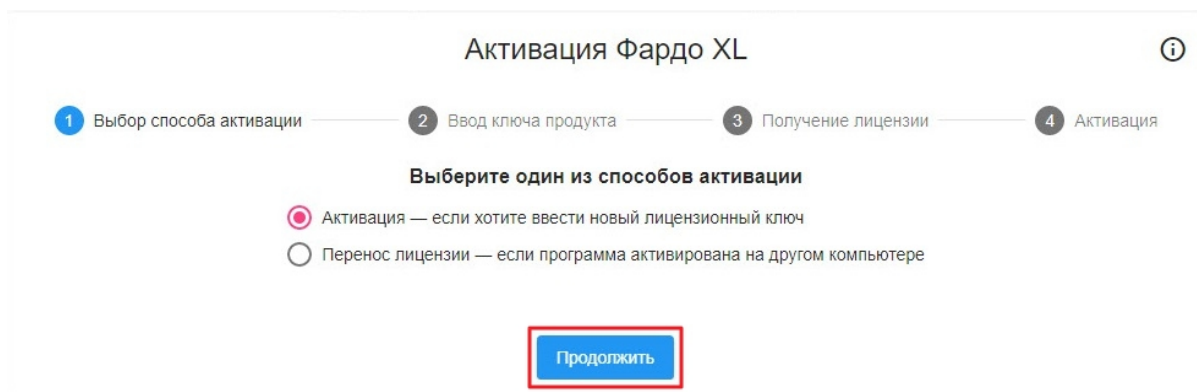 Активация Фардо XL
1 Выбор способа активации 2 Ввод ключа продукта 3 Получение лицензии 4 Активация
Выберите один из способов активации
Активация — если хотите ввести новый лицензионный ключ
Перенос лицензии — если программа активирована на другом компьютере
Продолжить